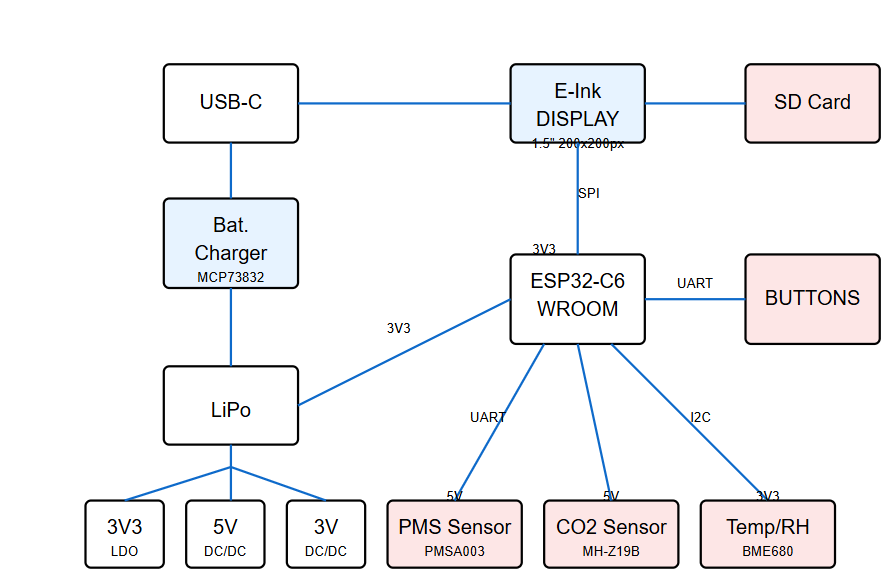 USB-C
E-Ink
DISPLAY
1.5" 200x200px
SD Card
SPI
Bat.
Charger
MCP73832
3V3
ESP32-C6
WROOM
UART
BUTTONS
3V3
LiPo
UART
I2C
3V3
LDO
5V
DC/DC
3V
DC/DC
5V
PMS Sensor
PMSA003
5V
CO2 Sensor
MH-Z19B
3V3
Temp/RH
BME680